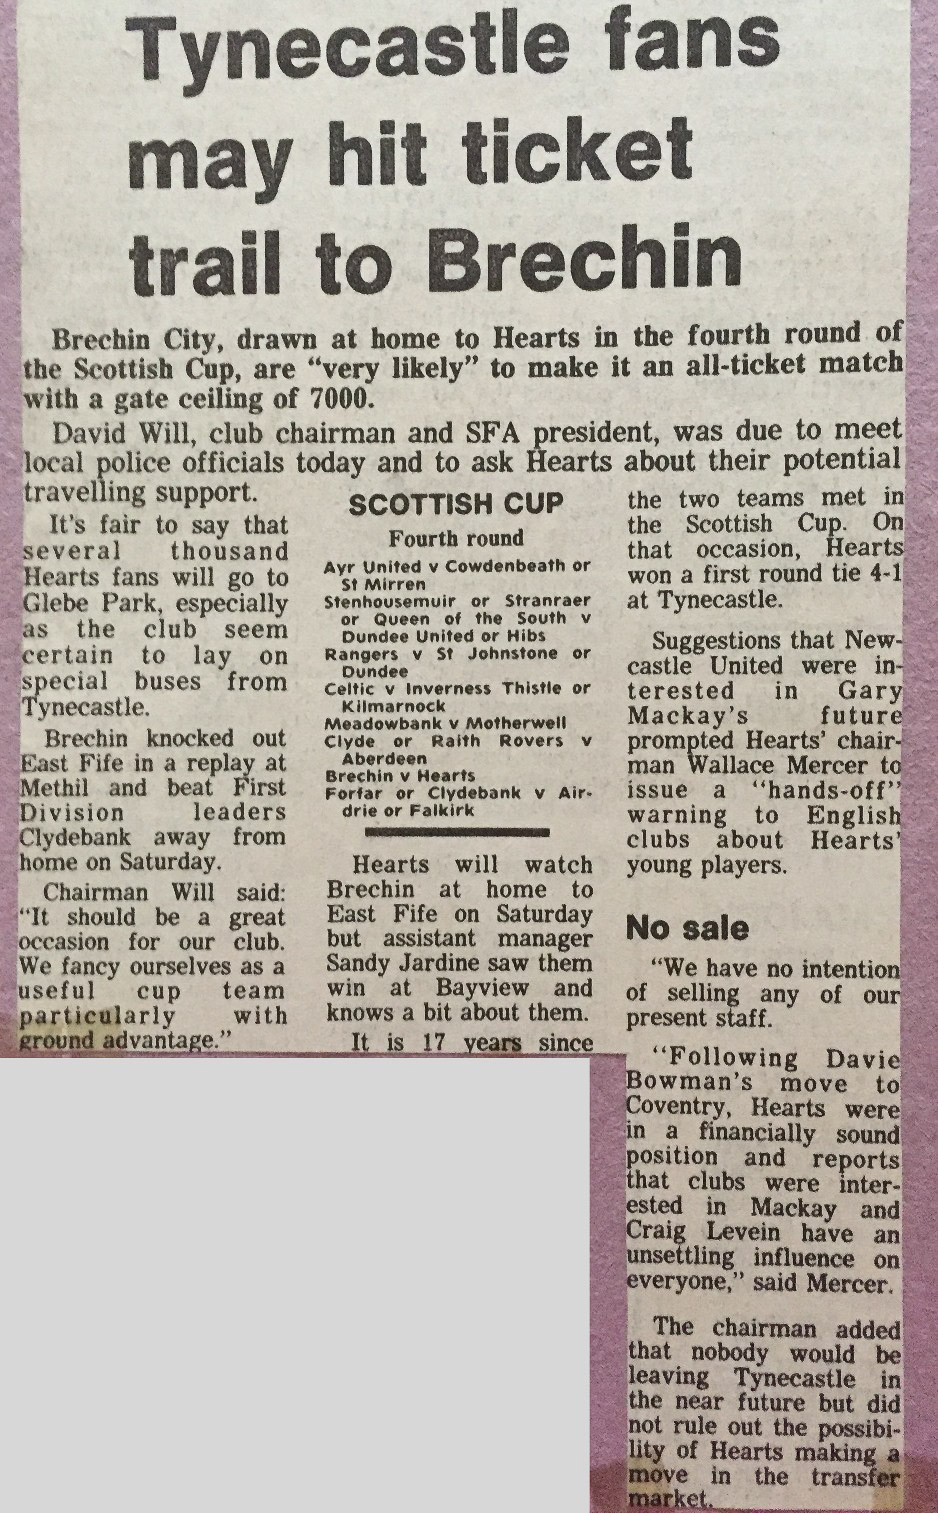 Tynecastle fans
may hit ticket
trail to Brechin
Brechin City, drawn at home to Hearts in the fourth round of
the Scottish Cup, are “very likely” to make it an all-ticket match
with a gate ceiling of 7000.
David Will, club chairman and SFA president, was due to meet
local police officials today and to ask Hearts about their potential
travelling support.
It's fair to say that
several thousand
Hearts fans will go to
Glebe Park, especially
as the club seem
certain to lay on
special buses from
Tynecastle.
Brechin knocked out
East Fife in a replay at
Methil and beat First
Division leaders
Clydebank away from
home on Saturday.
Chairman Will said:
“It should be a great
occasion for our club.
We fancy ourselves as a
useful cup team
particularly with
ground advantage.”
SCOTTISH CUP
Fourth round
Ayr United v Cowdenbeath or
St Mirren
Stenhousemuir or Stranraer
or Queen of the South v
Dundee United or Hibs
Rangers v St Johnstone or
Dundee
Celtic v Inverness Thistle or
Kilmarnock
Meadowbank v Motherwell
Clyde or Raith Rovers v
Aberdeen
Brechin v Hearts
Forfar or Clydebank v Air-
drie or Falkirk
Hearts will watch
Brechin at home to
East Fife on Saturday
but assistant manager
Sandy Jardine saw them
win at Bayview and
knows a bit about them.
It is 17 years since
the two teams met in
the Scottish Cup. On
that occasion, Hearts
won a first round tie 4-1
at Tynecastle.
Suggestions that New-
castle United were in-
terested in Gary
Mackay's future
prompted Hearts' chair-
man Wallace Mercer to
issue a “hands-off”
warning to English
clubs about Hearts'
young players.
No sale
“We have no intention
of selling any of our
present staff.
“Following Davie
Bowman's move to
Coventry, Hearts were
in a financially sound
position and reports
that clubs were inter-
ested in Mackay and
Craig Levein have an
unsettling influence on
everyone,” said Mercer.
The chairman added
that nobody would be
leaving Tynecastle in
the near future but did
not rule out the possibi-
lity of Hearts making a
move in the transfer
market.